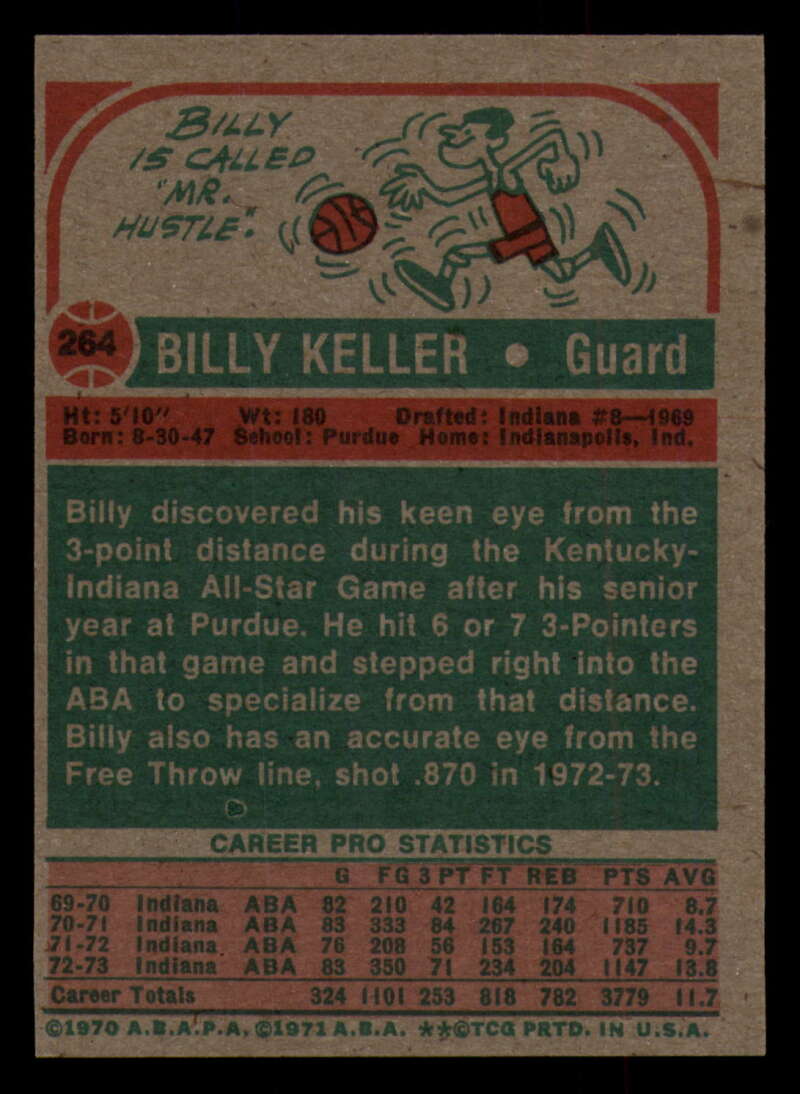 BILLY
IS CALLED
"MR.
HUSTLE".
264 BILLY KELLER • Guard
Ht: 5'10" Wt: 180 Drafted: Indiana #8—1969
Born: 8-30-47 School: Purdue Home: Indianapolis, Ind.
Billy discovered his keen eye from the
3-point distance during the Kentucky-
Indiana All-Star Game after his senior
year at Purdue. He hit 6 or 7 3-Pointers
in that game and stepped right into the
ABA to specialize from that distance.
Billy also has an accurate eye from the
Free Throw line, shot .870 in 1972-73.
CAREER PRO STATISTICS
G FG 3 PT FT REB PTS AVG
69-70 Indiana ABA 82 210 42 164 174 710 8.7
70-71 Indiana ABA 83 333 84 267 240 1185 14.3
71-72 Indiana ABA 76 208 56 153 164 737 9.7
72-73 Indiana ABA 83 350 71 234 204 1147 13.8
Career Totals 324 1101 253 818 782 3779 11.7
©1970 A.B.A.P.A. ©1971 A.B.A. **©TCG PRTD. IN U.S.A.